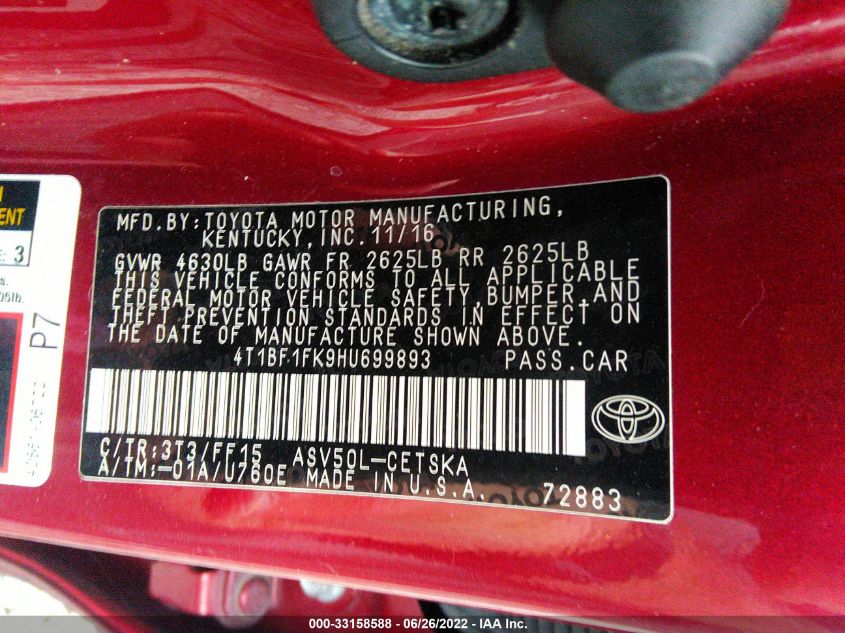 MFD.BY:TOYOTA MOTOR MANUFACTURING,
KENTUCKY,INC.11/16
GVWR 4630LB GAWR FR 2625LB RR 2625LB
THIS VEHICLE CONFORMS TO ALL APPLICABLE
FEDERAL MOTOR VEHICLE SAFETY,BUMPER,AND
THEFT PREVENTION STANDARDS IN EFFECT ON
THE DATE OF MANUFACTURE SHOWN ABOVE.
4T1BF1FK9HU699893 PASS.CAR
C/TR:3T3/FF15 ASV50L-CETSKA
A/TM:-01A/U760E MADE IN U.S.A. 72883
3
P7
000-33158588 - 06/26/2022 - IAA Inc.